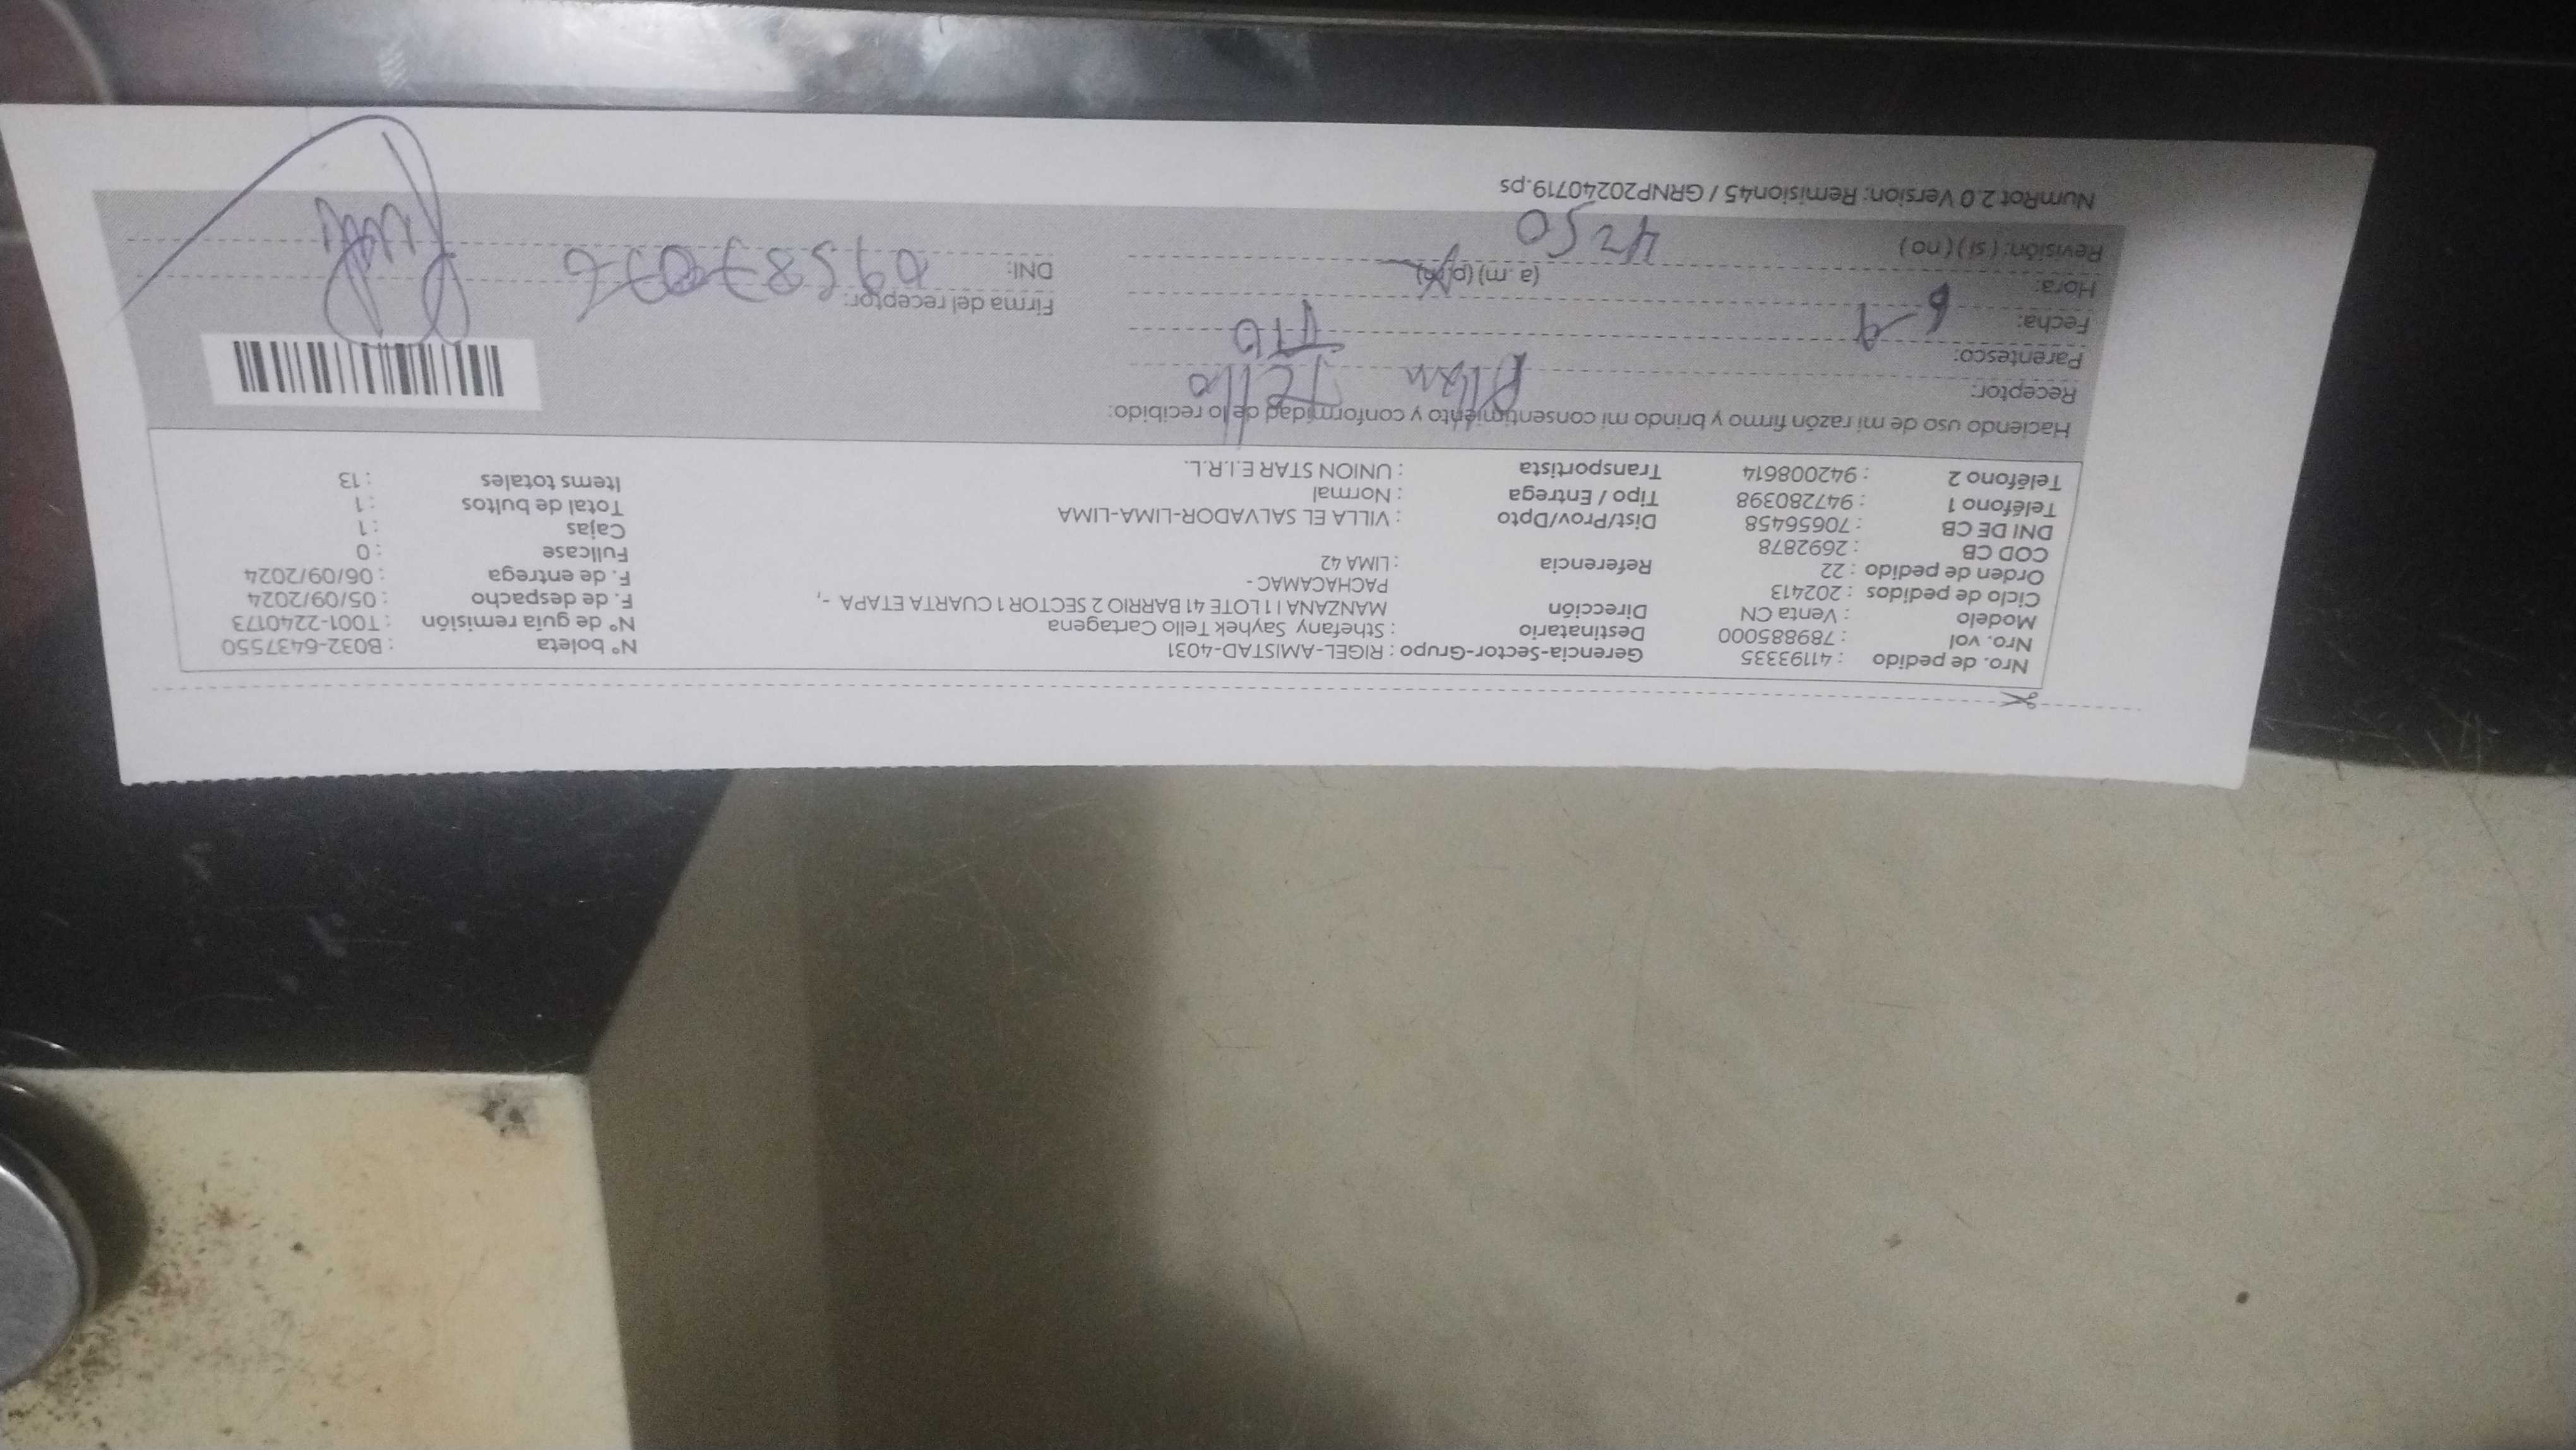 Nro. de pedido : 41193335 Gerencia-Sector-Grupo : RIGEL-AMISTAD-4031 N° boleta : B032-6437550
Nro. vol : 789885000 Destinatario : Sthefany Sayhek Tello Cartagena N° de guía remisión : T001-2240173
Modelo : Venta CN Dirección MANZANA I 1 LOTE 41 BARRIO 2 SECTOR 1 CUARTA ETAPA -, F. de despacho : 05/09/2024
Ciclo de pedidos : 202413 PACHACAMAC - F. de entrega : 06/09/2024
Orden de pedido : 22 Referencia : LIMA 42 Fullcase : 0
COD CB : 2692878 Cajas : 1
DNI DE CB : 70656458 Dist/Prov/Dpto : VILLA EL SALVADOR-LIMA-LIMA Total de bultos : 1
Teléfono 1 : 947280398 Tipo / Entrega : Normal Items totales : 13
Teléfono 2 : 942008614 Transportista : UNION STAR E.I.R.L.
Haciendo uso de mi razón firmo y brindo mi consentimiento y conformidad de lo recibido:
Receptor: Tello
Parentesco:
Fecha: 6-9
Hora: (a. m) (p.m)
Revisión: ( si ) ( no ) 4250
Firma del receptor:
DNI:
NumRot 2.0 Version: Remision45 / GRNP20240719.ps